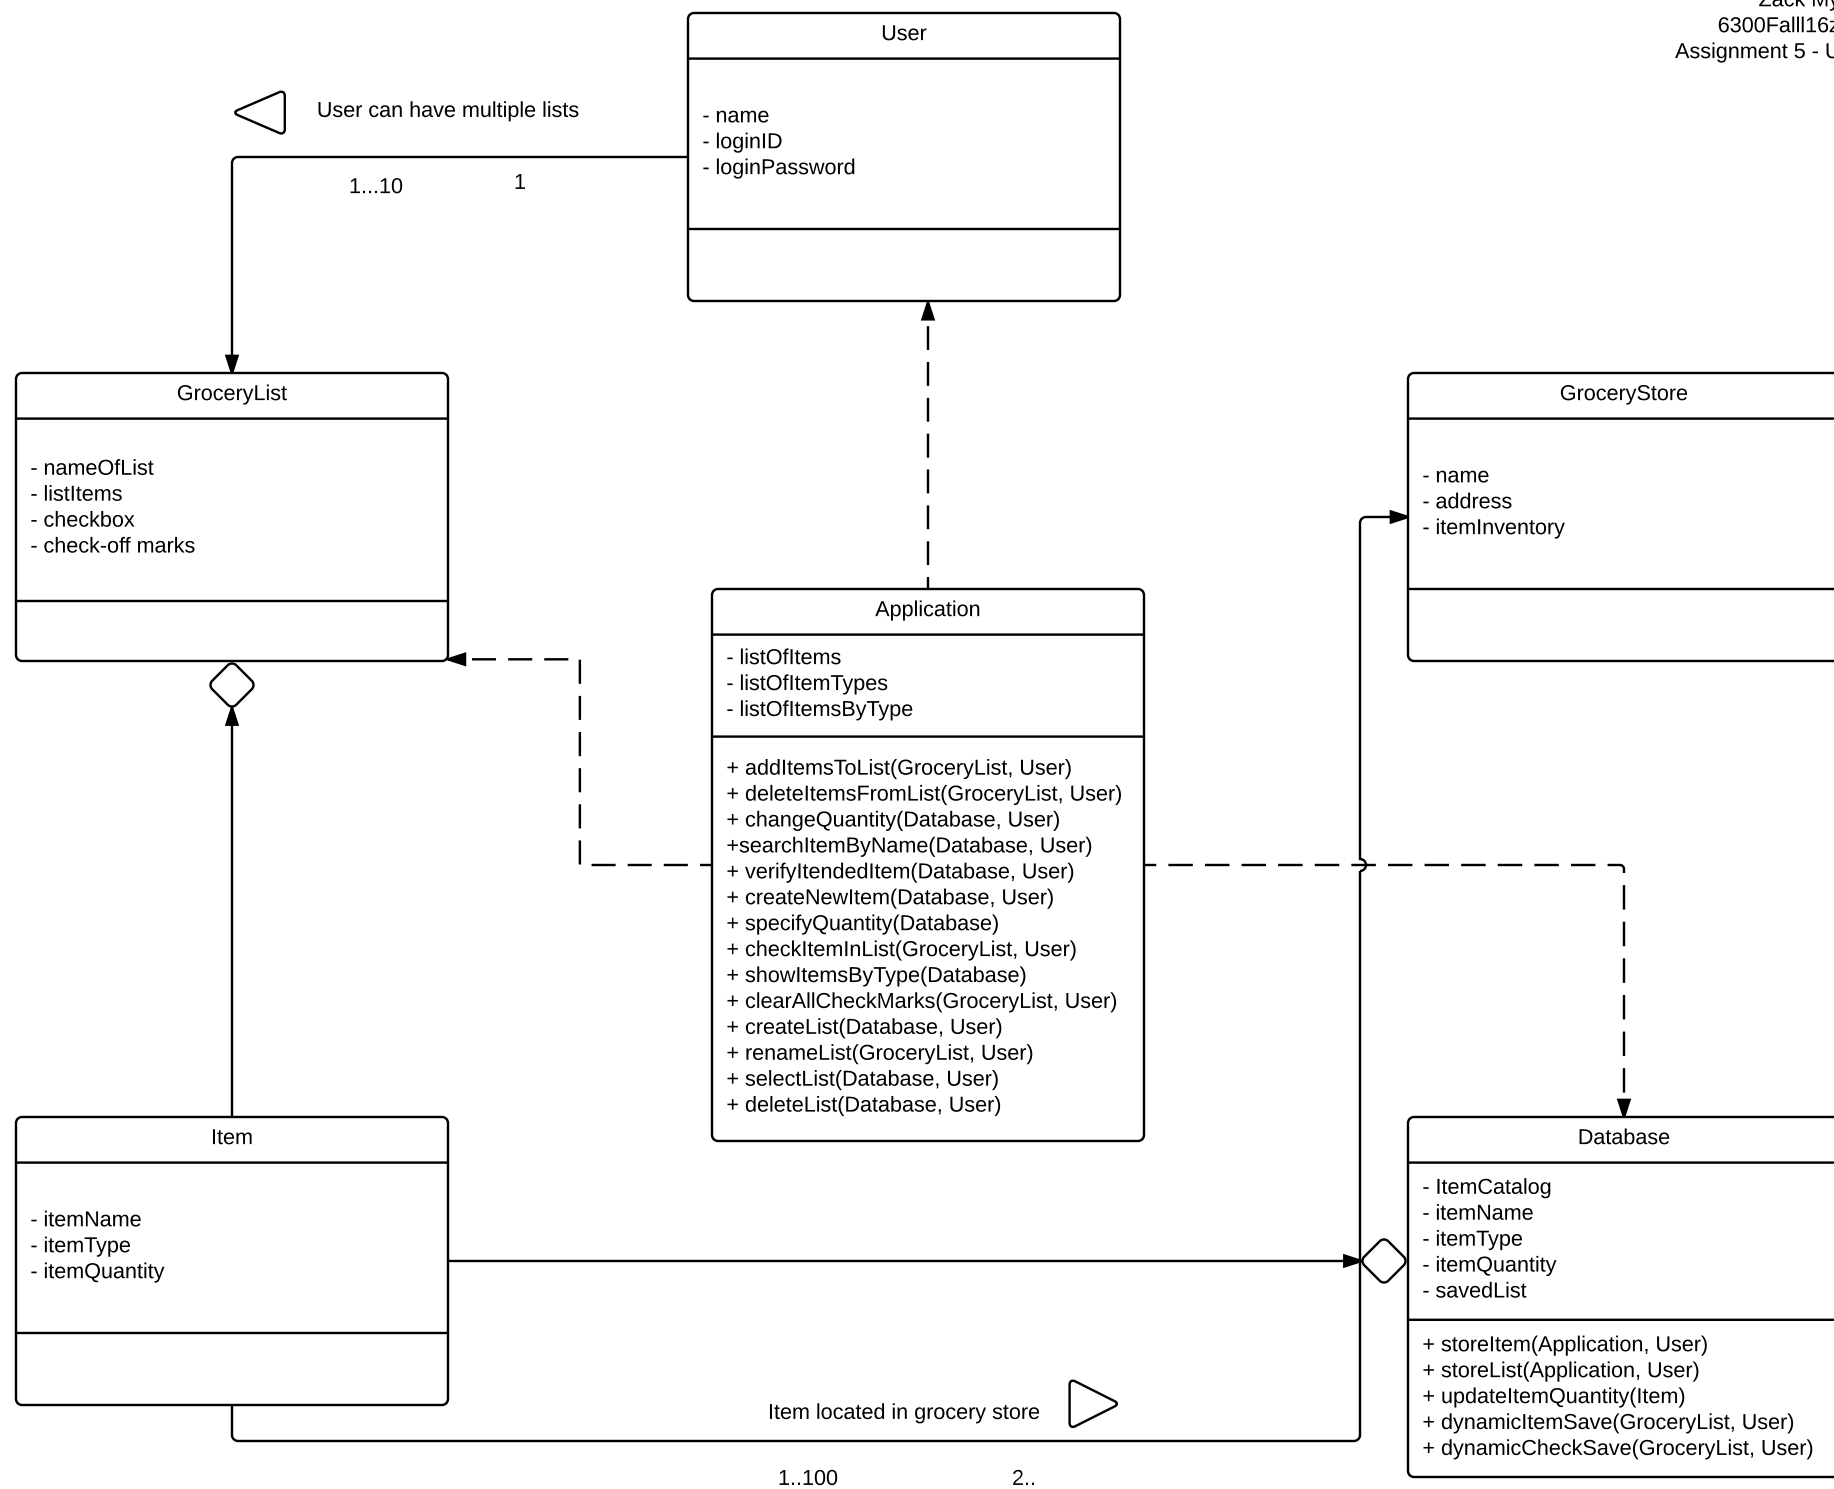 Zack My
6300Falll16z
Assignment 5 - U
User
- name
- loginID
- loginPassword
User can have multiple lists
1...10
1
GroceryList
- nameOfList
- listItems
- checkbox
- check-off marks
GroceryStore
- name
- address
- itemInventory
Application
- listOfItems
- listOfItemTypes
- listOfItemsByType
+ addItemsToList(GroceryList, User)
+ deleteItemsFromList(GroceryList, User)
+ changeQuantity(Database, User)
+searchItemByName(Database, User)
+ verifyItendedItem(Database, User)
+ createNewItem(Database, User)
+ specifyQuantity(Database)
+ checkItemInList(GroceryList, User)
+ showItemsByType(Database)
+ clearAllCheckMarks(GroceryList, User)
+ createList(Database, User)
+ renameList(GroceryList, User)
+ selectList(Database, User)
+ deleteList(Database, User)
Item
- itemName
- itemType
- itemQuantity
Database
- ItemCatalog
- itemName
- itemType
- itemQuantity
- savedList
+ storeItem(Application, User)
+ storeList(Application, User)
+ updateItemQuantity(Item)
+ dynamicItemSave(GroceryList, User)
+ dynamicCheckSave(GroceryList, User)
Item located in grocery store
1..100
2..